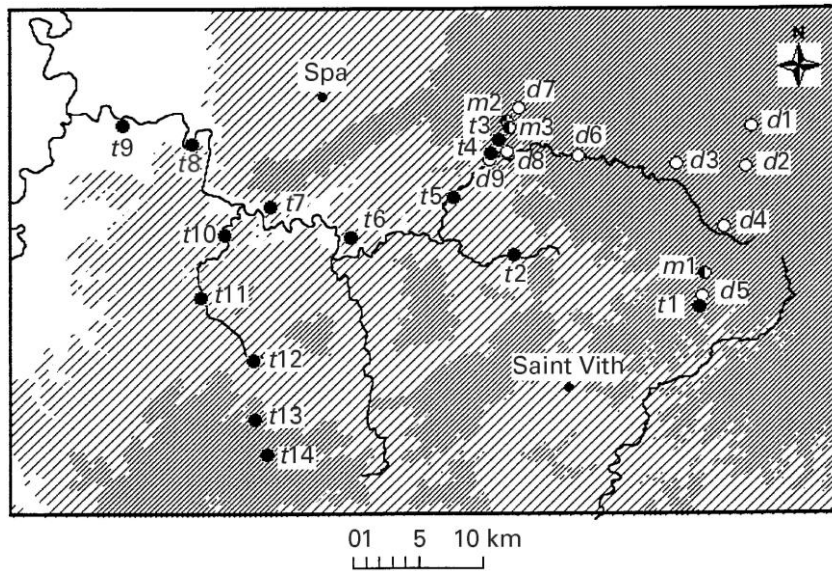 N
Spa
m2
d7
t3
m3
d1
t9
t8
t4
d8
d6
d3
d2
d9
t7
t5
d4
t10
t6
t2
m1
t11
d5
t1
t12
Saint Vith
t13
t14
01 5 10 km